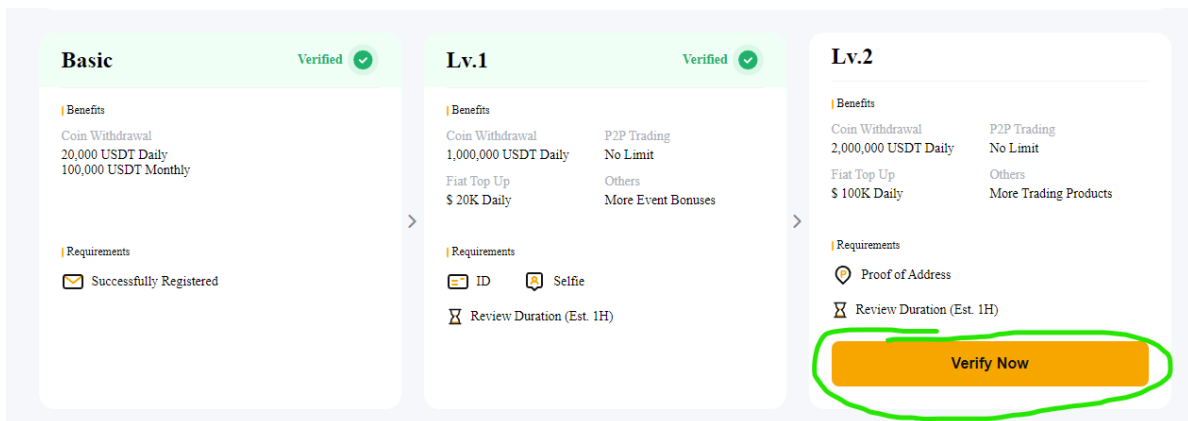 Basic
Verified
Benefits
Coin Withdrawal
20,000 USDT Daily
100,000 USDT Monthly
Requirements
Successfully Registered
Lv.1
Verified
Benefits
Coin Withdrawal
1,000,000 USDT Daily
P2P Trading
No Limit
Fiat Top Up
$ 20K Daily
Others
More Event Bonuses
Requirements
ID
Selfie
Review Duration (Est. 1H)
Lv.2
Benefits
Coin Withdrawal
2,000,000 USDT Daily
P2P Trading
No Limit
Fiat Top Up
$ 100K Daily
Others
More Trading Products
Requirements
Proof of Address
Review Duration (Est. 1H)
Verify Now